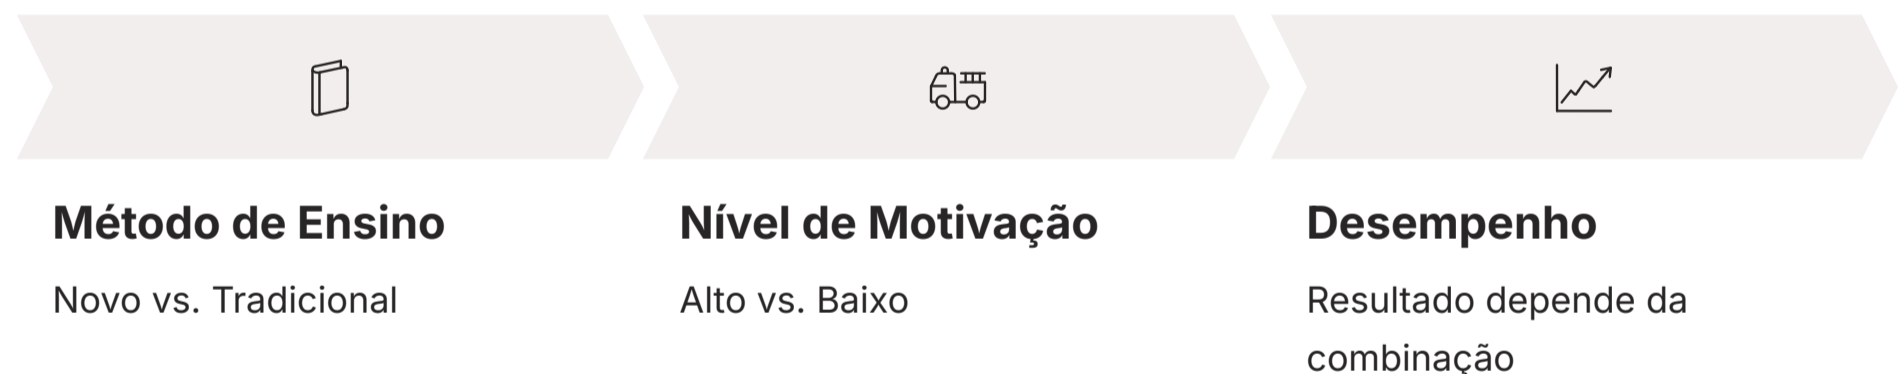 Método de Ensino
Novo vs. Tradicional
Nível de Motivação
Alto vs. Baixo
Desempenho
Resultado depende da
combinação